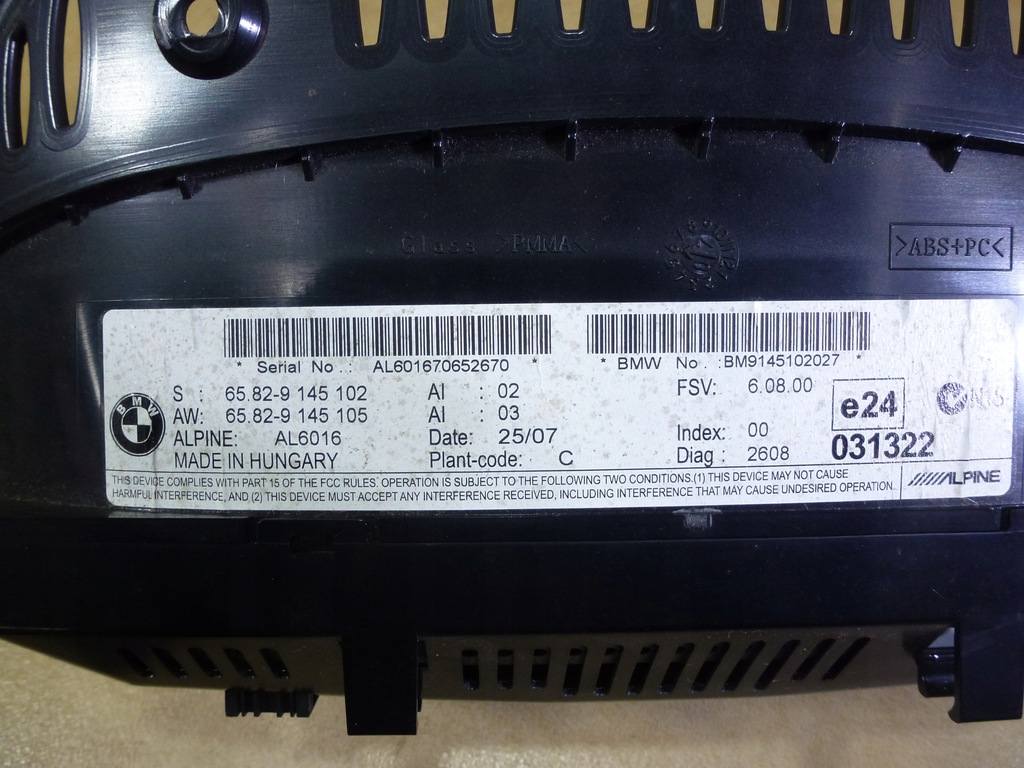 Glass >PMMA<
>ABS+PC<
* Serial No.: AL601670652670 *
* BMW No.: BM9145102027 *
S : 65.82-9 145 102 AI : 02 FSV: 6.08.00
AW: 65.82-9 145 105 AI : 03 e24
BMW
ALPINE: AL6016 Date: 25/07 Index: 00 031322
MADE IN HUNGARY Plant-code: C Diag: 2608
THIS DEVICE COMPLIES WITH PART 15 OF THE FCC RULES. OPERATION IS SUBJECT TO THE FOLLOWING TWO CONDITIONS.(1) THIS DEVICE MAY NOT CAUSE
HARMFUL INTERFERENCE, AND (2) THIS DEVICE MUST ACCEPT ANY INTERFERENCE RECEIVED, INCLUDING INTERFERENCE THAT MAY CAUSE UNDESIRED OPERATION.
ALPINE